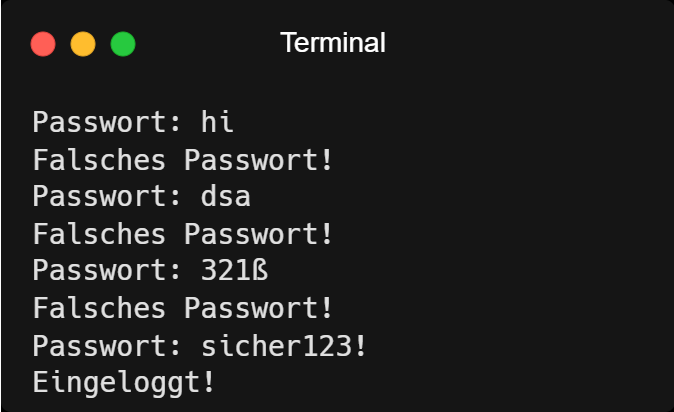 Terminal
Passwort: hi
Falsches Passwort!
Passwort: dsa
Falsches Passwort!
Passwort: 321ß
Falsches Passwort!
Passwort: sicher123!
Eingeloggt!